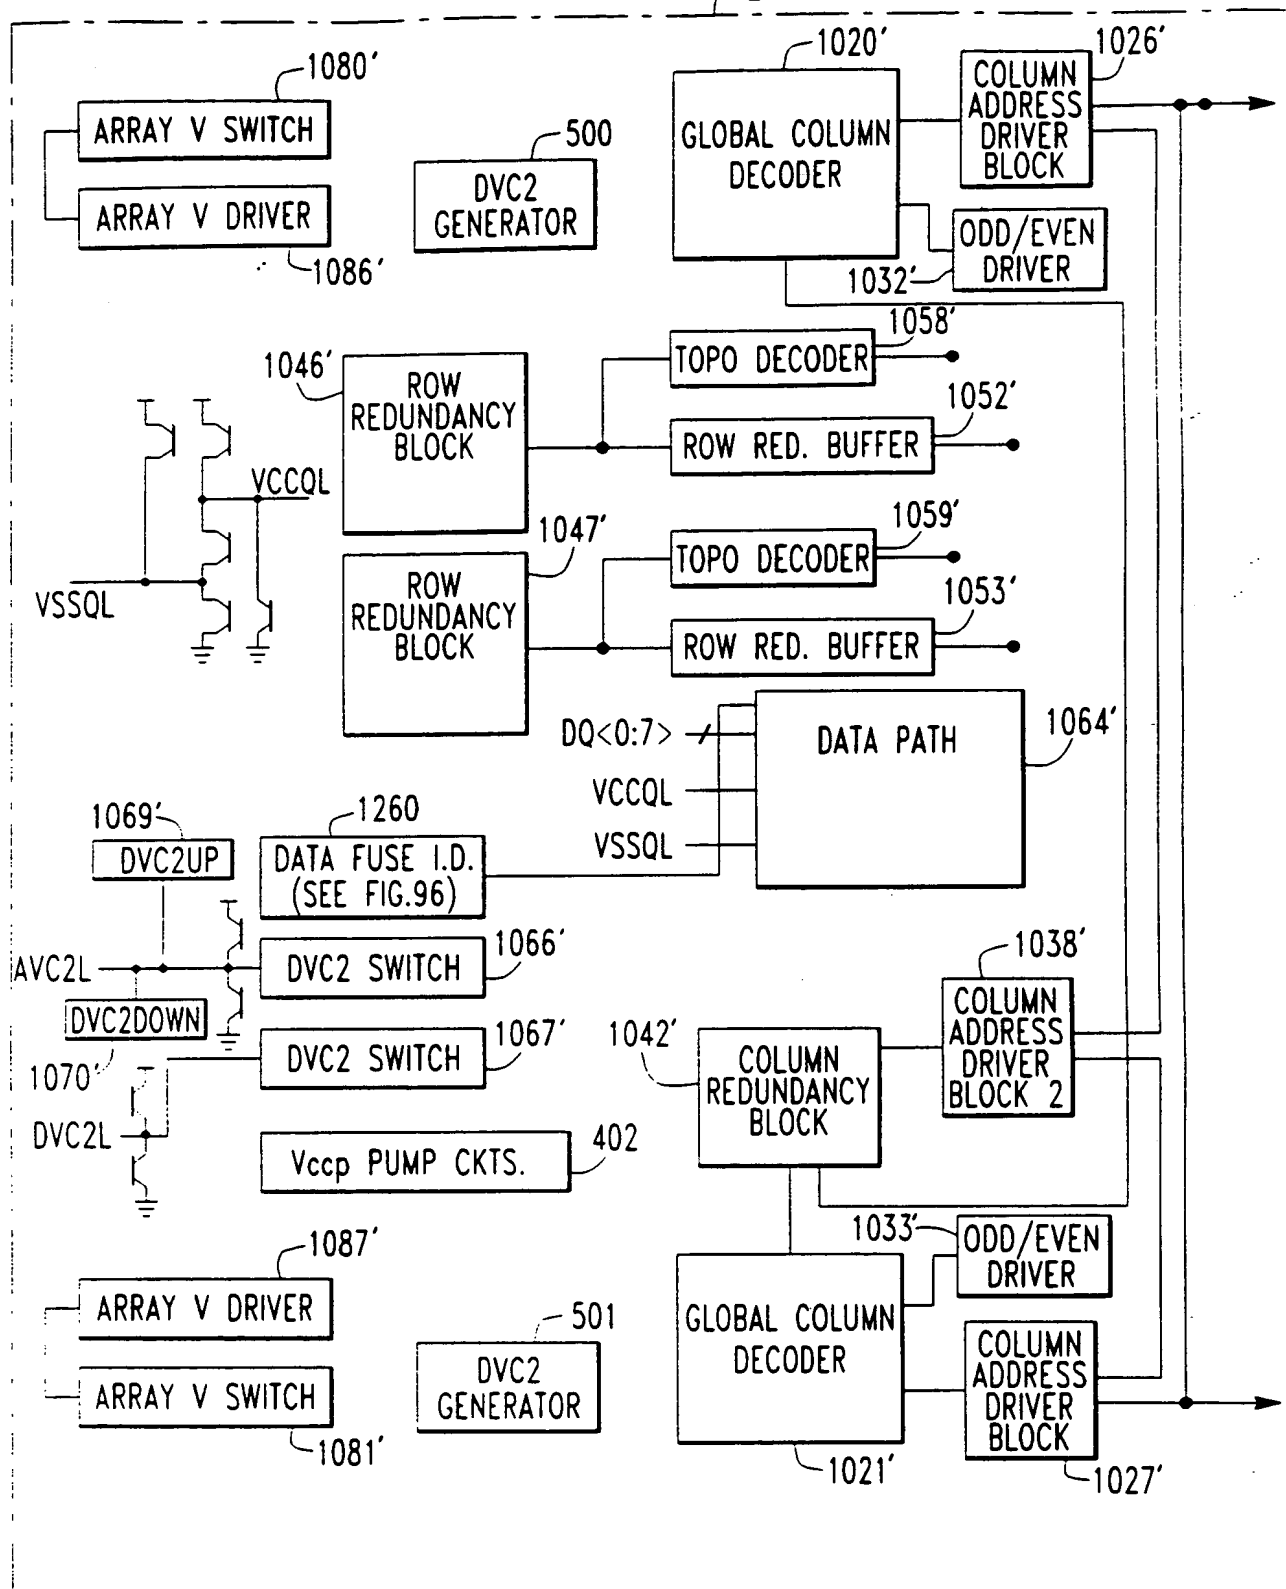 1080'
ARRAY V SWITCH
ARRAY V DRIVER
1086'
500
DVC2
GENERATOR
1020'
GLOBAL COLUMN
DECODER
1026'
COLUMN
ADDRESS
DRIVER
BLOCK
ODD/EVEN
DRIVER
1032'
1046'
ROW
REDUNDANCY
BLOCK
1058'
TOPO DECODER
1052'
ROW RED. BUFFER
VCCQL
VSSQL
1047'
ROW
REDUNDANCY
BLOCK
1059'
TOPO DECODER
1053'
ROW RED. BUFFER
DQ<0:7>
VCCQL
VSSQL
DATA PATH
1064'
1069'
DVC2UP
1260
DATA FUSE I.D.
(SEE FIG.96)
AVC2L
DVC2 SWITCH
1066'
DVC2DOWN
1070'
DVC2 SWITCH
1067'
DVC2L
Vccp PUMP CKTS.
402
1038'
COLUMN
ADDRESS
DRIVER
BLOCK 2
1042'
COLUMN
REDUNDANCY
BLOCK
1033'
ODD/EVEN
DRIVER
1087'
ARRAY V DRIVER
ARRAY V SWITCH
1081'
501
DVC2
GENERATOR
GLOBAL COLUMN
DECODER
1021'
COLUMN
ADDRESS
DRIVER
BLOCK
1027'